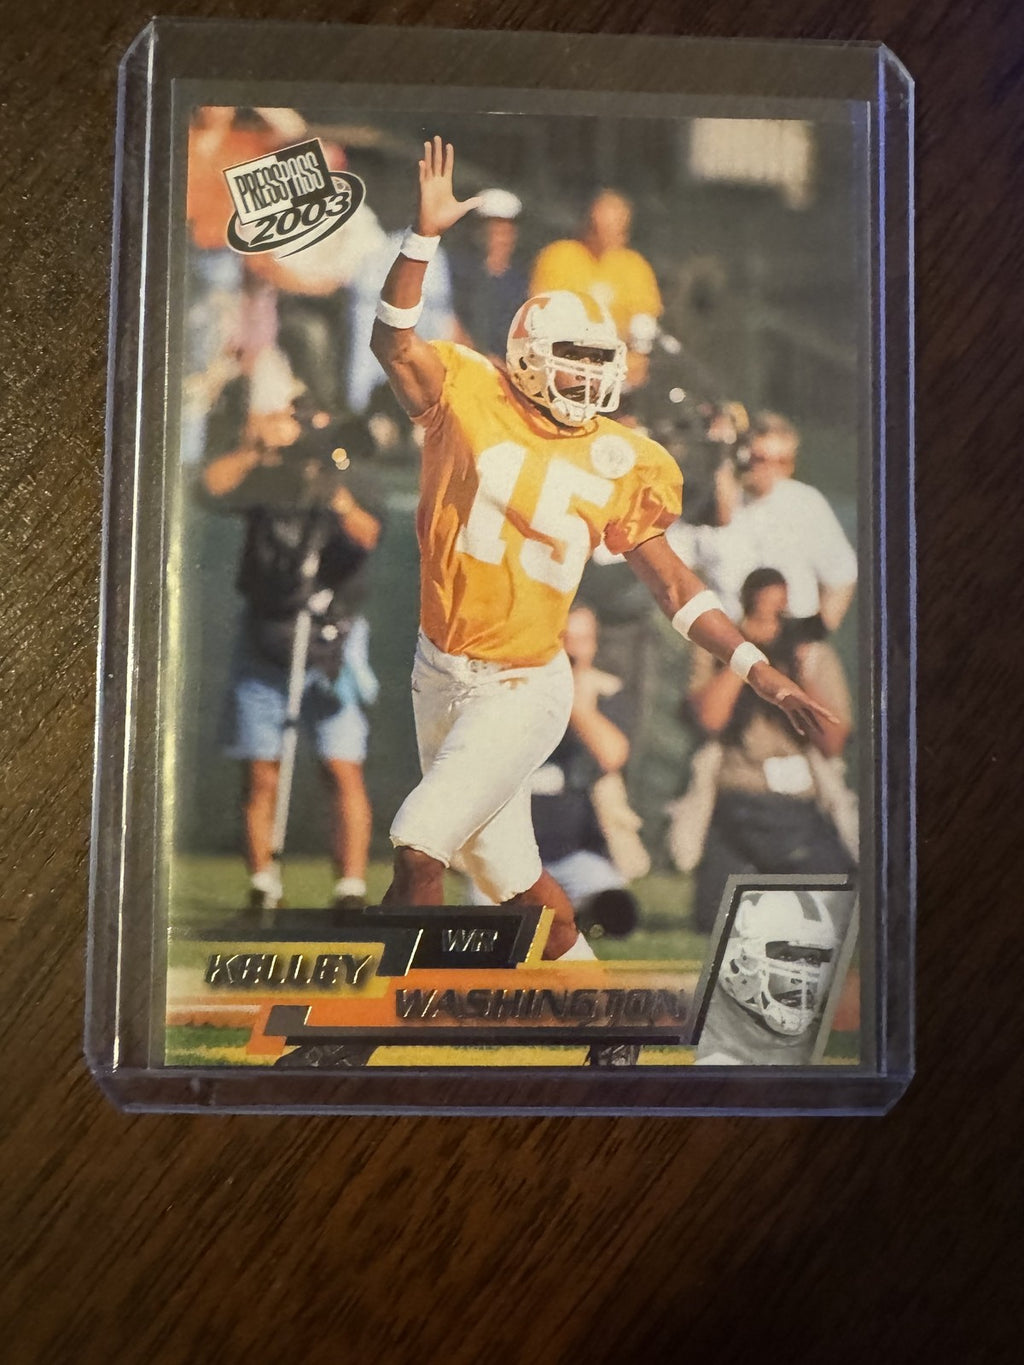 PRESS PASS
2003
15
WR
KELLEY
WASHINGTON